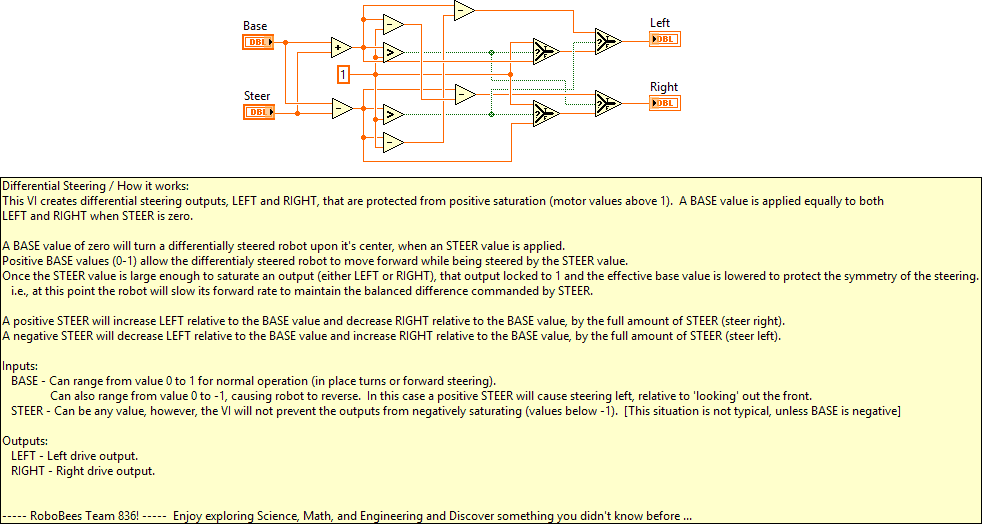 Base
DBL
+
-
-
>
Left
DBL
1
Steer
DBL
-
-
>
-
Right
DBL
Differential Steering / How it works:
This VI creates differential steering outputs, LEFT and RIGHT, that are protected from positive saturation (motor values above 1).  A BASE value is applied equally to both
LEFT and RIGHT when STEER is zero.
A BASE value of zero will turn a differentially steered robot upon it's center, when an STEER value is applied.
Positive BASE values (0-1) allow the differentialy steered robot to move forward while being steered by the STEER value.
Once the STEER value is large enough to saturate an output (either LEFT or RIGHT), that output locked to 1 and the effective base value is lowered to protect the symmetry of the steering.
i.e., at this point the robot will slow its forward rate to maintain the balanced difference commanded by STEER.
A positive STEER will increase LEFT relative to the BASE value and decrease RIGHT relative to the BASE value, by the full amount of STEER (steer right).
A negative STEER will decrease LEFT relative to the BASE value and increase RIGHT relative to the BASE value, by the full amount of STEER (steer left).
Inputs:
BASE - Can range from value 0 to 1 for normal operation (in place turns or forward steering).
Can also range from value 0 to -1, causing robot to reverse.  In this case a positive STEER will cause steering left, relative to 'looking' out the front.
STEER - Can be any value, however, the VI will not prevent the outputs from negatively saturating (values below -1).  [This situation is not typical, unless BASE is negative]
Outputs:
LEFT - Left drive output.
RIGHT - Right drive output.
----- RoboBees Team 836! -----  Enjoy exploring Science, Math, and Engineering and Discover something you didn't know before ...